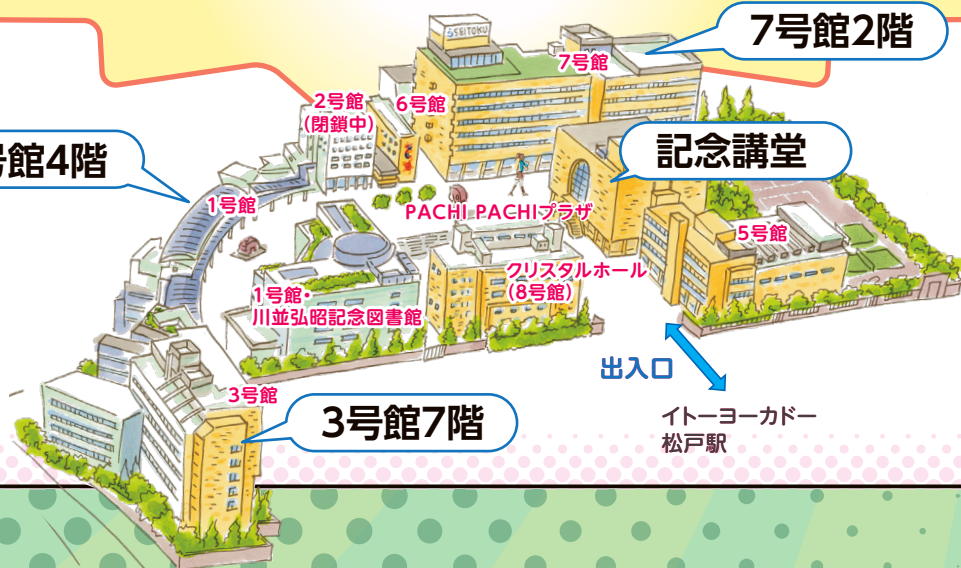 SEITOKU
7号館2階
7号館
2号館
(閉鎖中)
6号館
号館4階
記念講堂
1号館
PACHI PACHIプラザ
5号館
クリスタルホール
(8号館)
1号館・
川並弘昭記念図書館
出入口
3号館
3号館7階
イトーヨーカドー
松戸駅